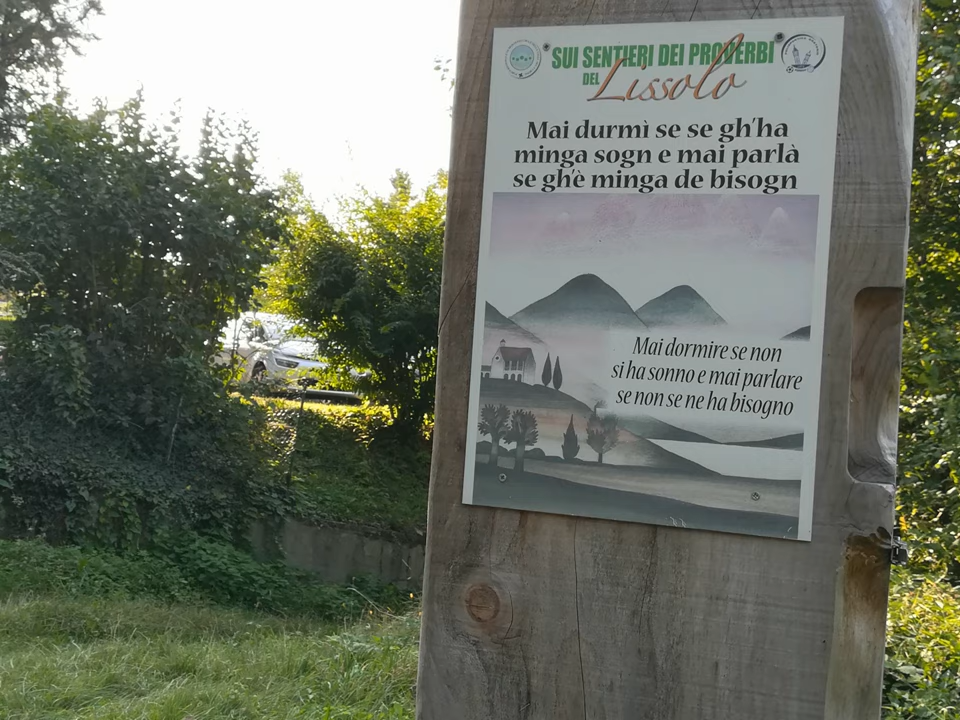 SUI SENTIERI DEI PROVERBI
DEL Lissolo
Mai durmì se se gh'ha
minga sogn e mai parlà
se gh'è minga de bisogn
Mai dormire se non
si ha sonno e mai parlare
se non se ne ha bisogno